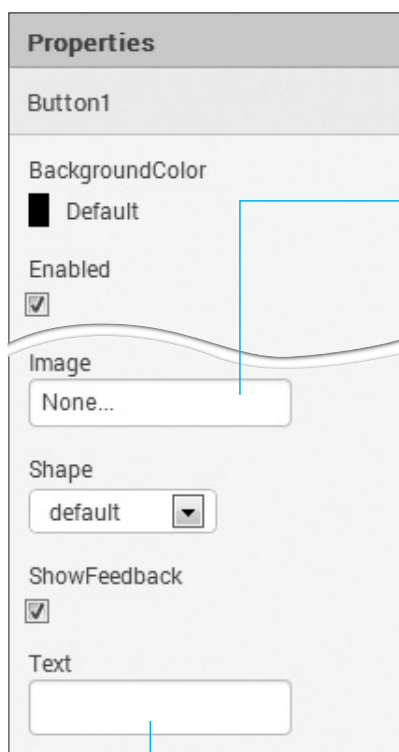 Properties
Button1
BackgroundColor
Default
Enabled
Image
None...
Shape
default
ShowFeedback
Text